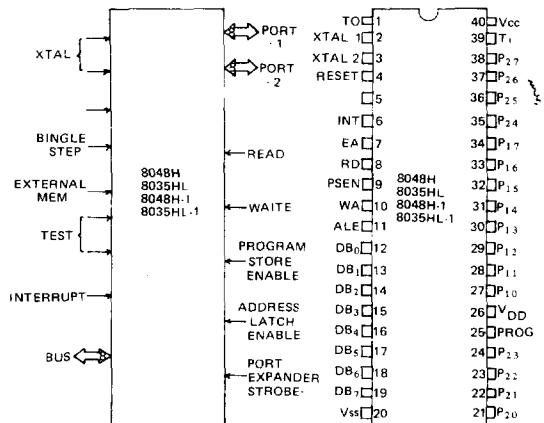 XTAL
BINGLE
STEP
EXTERNAL
MEM
TEST
INTERRUPT
BUS
8048H
8035HL
8048H-1
8035HL-1
PORT
-1
PORT
-2
READ
WAITE
PROGRAM
STORE
ENABLE
ADDRESS
LATCH
ENABLE
PORT
EXPANDER
STROBE-
TO 1
XTAL 1 2
XTAL 2 3
RESET 4
5
INT 6
EA 7
RD 8
PSEN 9
WA 10
ALE 11
DB0 12
DB1 13
DB2 14
DB3 15
DB4 16
DB5 17
DB6 18
DB7 19
Vss 20
8048H
8035HL
8048H-1
8035HL-1
40 Vcc
39 T1
38 P27
37 P26
36 P25
35 P24
34 P17
33 P16
32 P15
31 P14
30 P13
29 P12
28 P11
27 P10
26 VDD
25 PROG
24 P23
23 P22
22 P21
21 P20